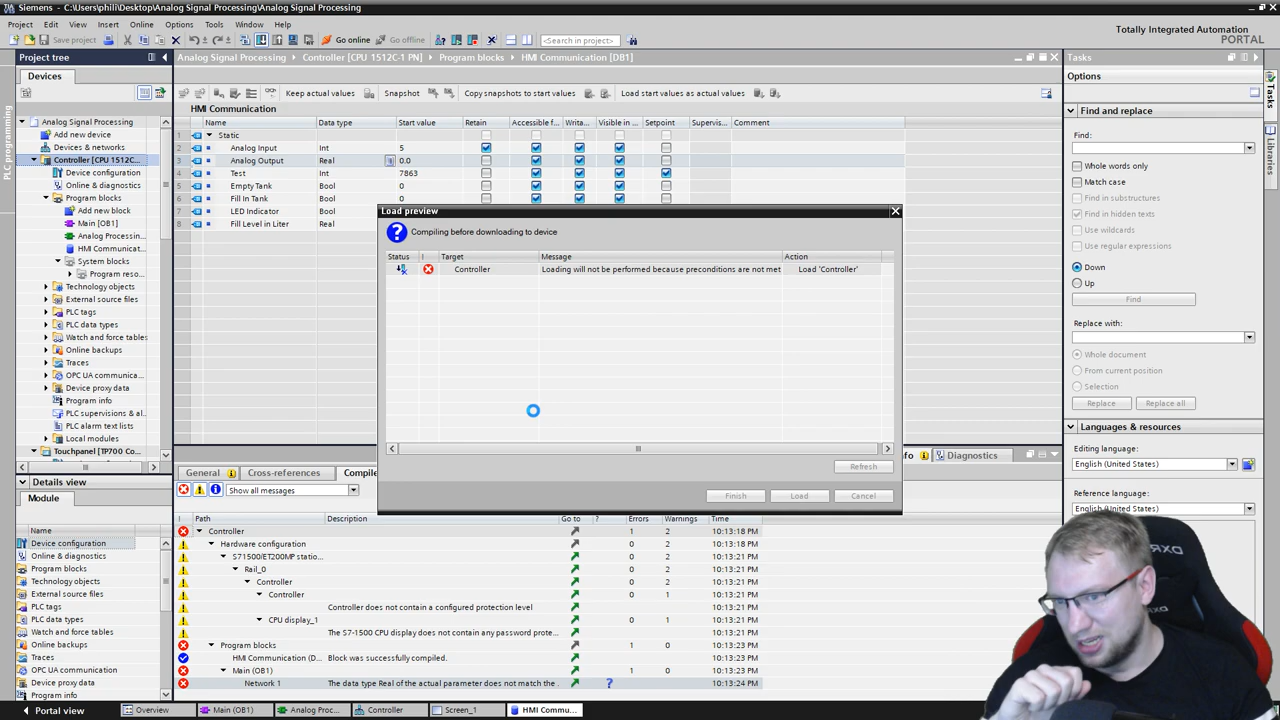 Siemens - C:\Users\phili\Desktop\Analog Signal Processing\Analog Signal Processing
Project Edit View Insert Online Options Tools Window Help
Totally Integrated Automation
PORTAL
Save project Go online Go offline <Search in project>
Project tree
Analog Signal Processing Controller [CPU 1512C-1 PN] Program blocks HMI Communication [DB1]
Tasks
Devices
Options
Keep actual values Snapshot Copy snapshots to start values Load start values as actual values
HMI Communication
Find and replace
Name Data type Start value Retain Accessible f... Writa... Visible in ... Setpoint Supervis... Comment
1 Static
2 Analog Input Int 5
3 Analog Output Real 0.0
4 Test Int 7863
5 Empty Tank Bool 0
6 Fill In Tank Bool 0
7 LED Indicator Bool
8 Fill Level in Liter Real
PLC programming
Analog Signal Processing
Add new device
Devices & networks
Controller [CPU 1512C...
Device configuration
Online & diagnostics
Program blocks
Add new block
Main [OB1]
Analog Processin...
HMI Communicat...
System blocks
Program reso...
Technology objects
External source files
PLC tags
PLC data types
Watch and force tables
Online backups
Traces
OPC UA communica...
Device proxy data
Program info
PLC supervisions & al...
PLC alarm text lists
Local modules
Touchpanel [TP700 Co...
Load preview
Compiling before downloading to device
Status ! Target Message Action
Controller Loading will not be performed because preconditions are not met Load 'Controller'
Refresh
Finish Load Cancel
Find:
Whole words only
Match case
Find in substructures
Find in hidden texts
Use wildcards
Use regular expressions
Down
Up
Find
Replace with:
Whole document
From current position
Selection
Replace Replace all
Languages & resources
Editing language:
English (United States)
Reference language:
English (United States)
Tasks
Libraries
Details view
Module
Name
Device configuration
Online & diagnostics
Program blocks
Technology objects
External source files
PLC tags
PLC data types
Watch and force tables
Online backups
Traces
OPC UA communication
Device proxy data
Program info
General Cross-references Compile
Diagnostics
Show all messages
! Path Description Go to ? Errors Warnings Time
Controller 1 2 10:13:18 PM
Hardware configuration 0 2 10:13:18 PM
S71500/ET200MP statio... 0 2 10:13:21 PM
Rail_0 0 2 10:13:21 PM
Controller 0 2 10:13:21 PM
Controller 0 1 10:13:21 PM
Controller does not contain a configured protection level 10:13:21 PM
CPU display_1 0 1 10:13:21 PM
The S7-1500 CPU display does not contain any password prote... 10:13:21 PM
Program blocks 1 0 10:13:23 PM
HMI Communication (D... Block was successfully compiled. 10:13:23 PM
Main (OB1) 1 0 10:13:23 PM
Network 1 The data type Real of the actual parameter does not match the ... ? 10:13:24 PM
Portal view Overview Main (OB1) Analog Proc... Controller Screen_1 HMI Commu...
DXR